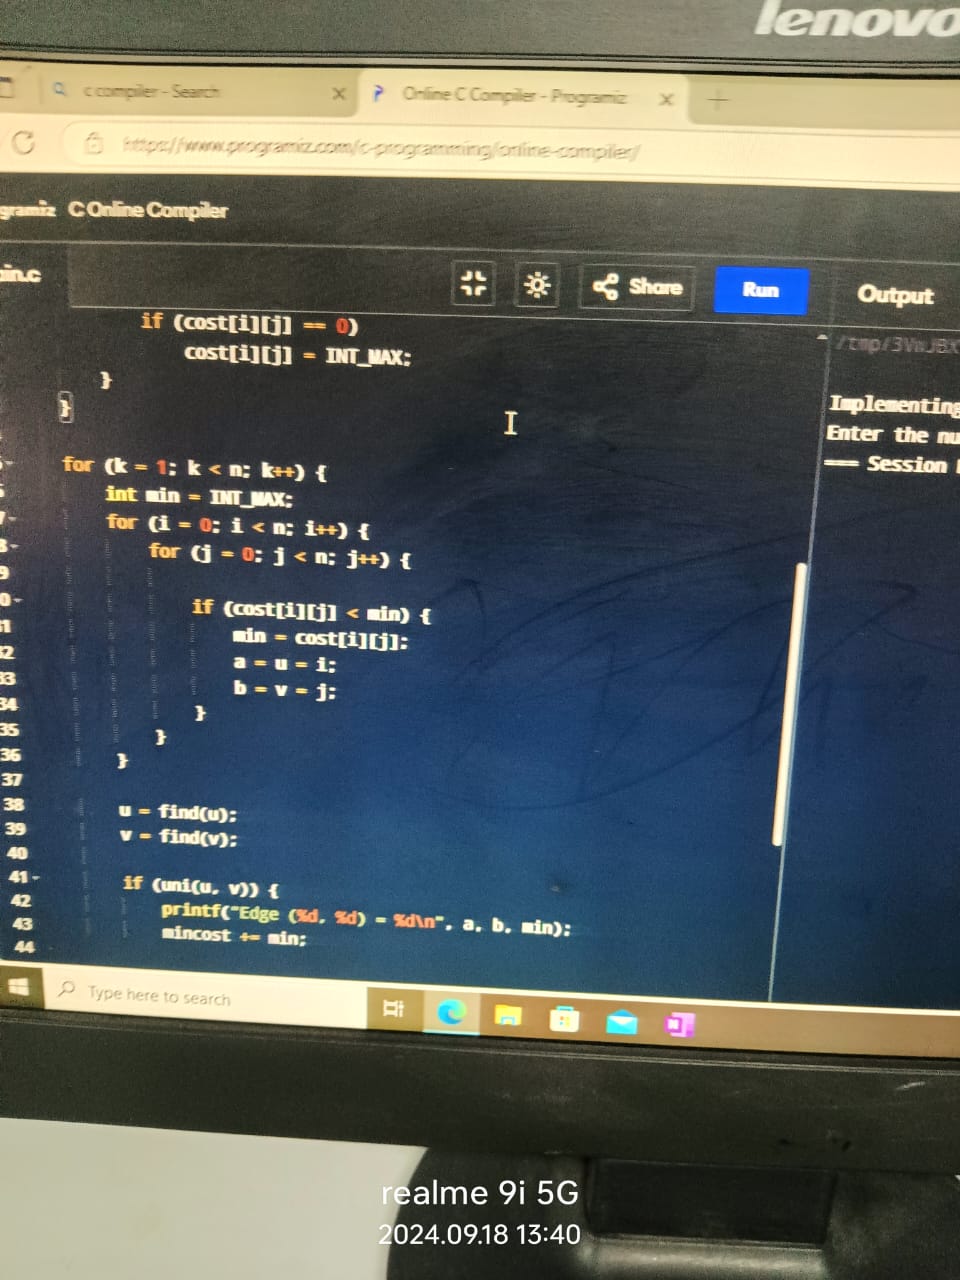 lenovo
c compiler - Search
Online C Compiler - Programiz
https://www.programiz.com/c-programming/online-compiler/
gramiz C Online Compiler
ain.c
Share
Run
Output
if (cost[i][j] == 0)
cost[i][j] = INT_MAX;
}
}
/tmp/3VwJBX
Implementing
Enter the nu
=== Session
for (k = 1; k < n; k++) {
int min = INT_MAX;
for (i = 0; i < n; i++) {
for (j = 0; j < n; j++) {
if (cost[i][j] < min) {
min = cost[i][j];
a = u = i;
b = v = j;
}
}
}
u = find(u);
v = find(v);
if (uni(u, v)) {
printf("Edge (%d, %d) = %d\n", a, b, min);
mincost += min;
31
32
33
34
35
36
37
38
39
40
41
42
43
44
Type here to search
realme 9i 5G
2024.09.18 13:40